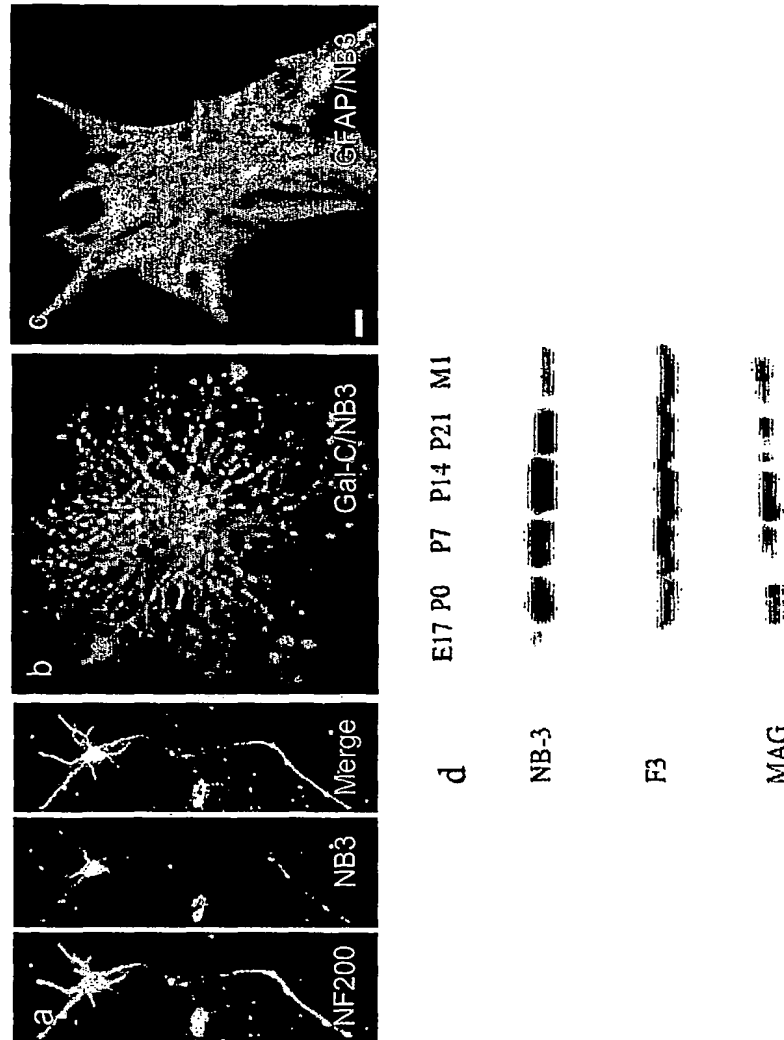 a
NF200
NB3
Merge
b
Gal-C/NB3
c
GFAP/NB3
d
E17 P0 P7 P14 P21 M1
NB-3
F3
MAG